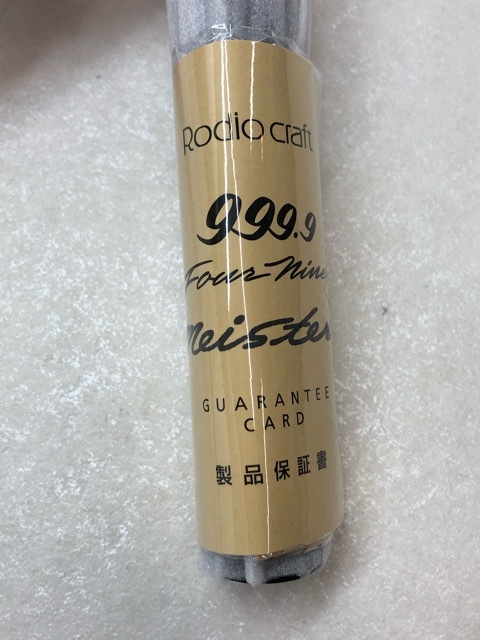 Rodio craft
999.9
Four Nine
Meister
GUARANTEE
CARD
製品保証書